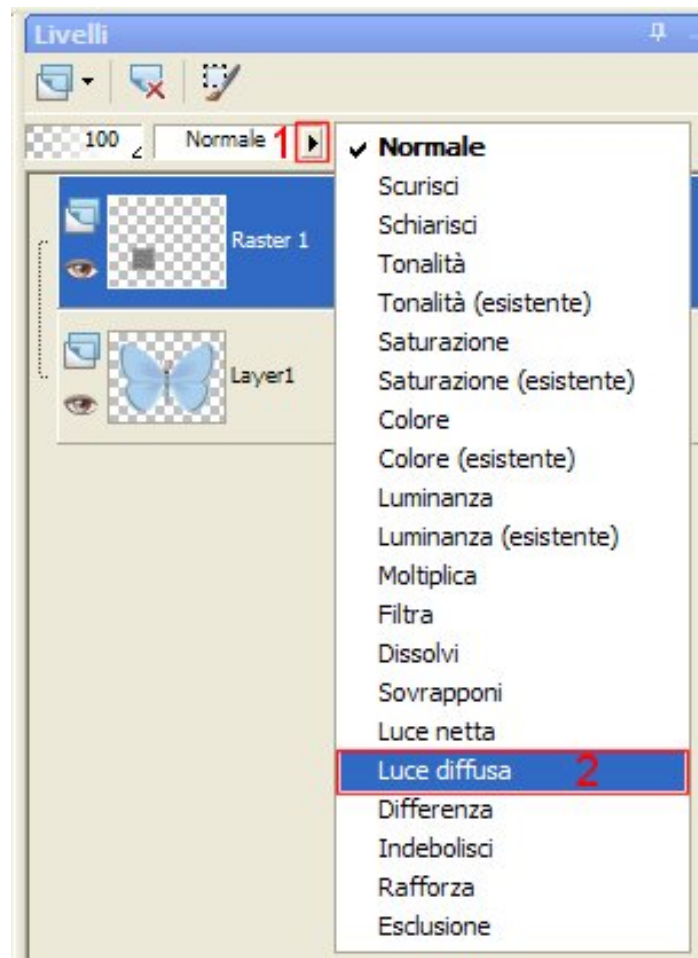 Livelli
100 Normale 1
Normale
Scurisci
Schiarisci
Tonalità
Tonalità (esistente)
Saturazione
Saturazione (esistente)
Colore
Colore (esistente)
Luminanza
Luminanza (esistente)
Moltiplica
Filtra
Dissolvi
Sovrapponi
Luce netta
Luce diffusa 2
Differenza
Indebolisci
Rafforza
Esclusione
Raster 1
Layer1